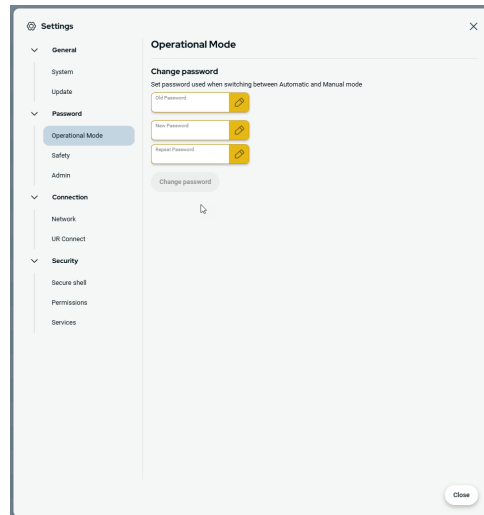 Settings
General
System
Update
Password
Operational Mode
Safety
Admin
Connection
Network
UR Connect
Security
Secure shell
Permissions
Services
Operational Mode
Change password
Set password used when switching between Automatic and Manual mode
Old Password
New Password
Repeat Password
Change password
Close